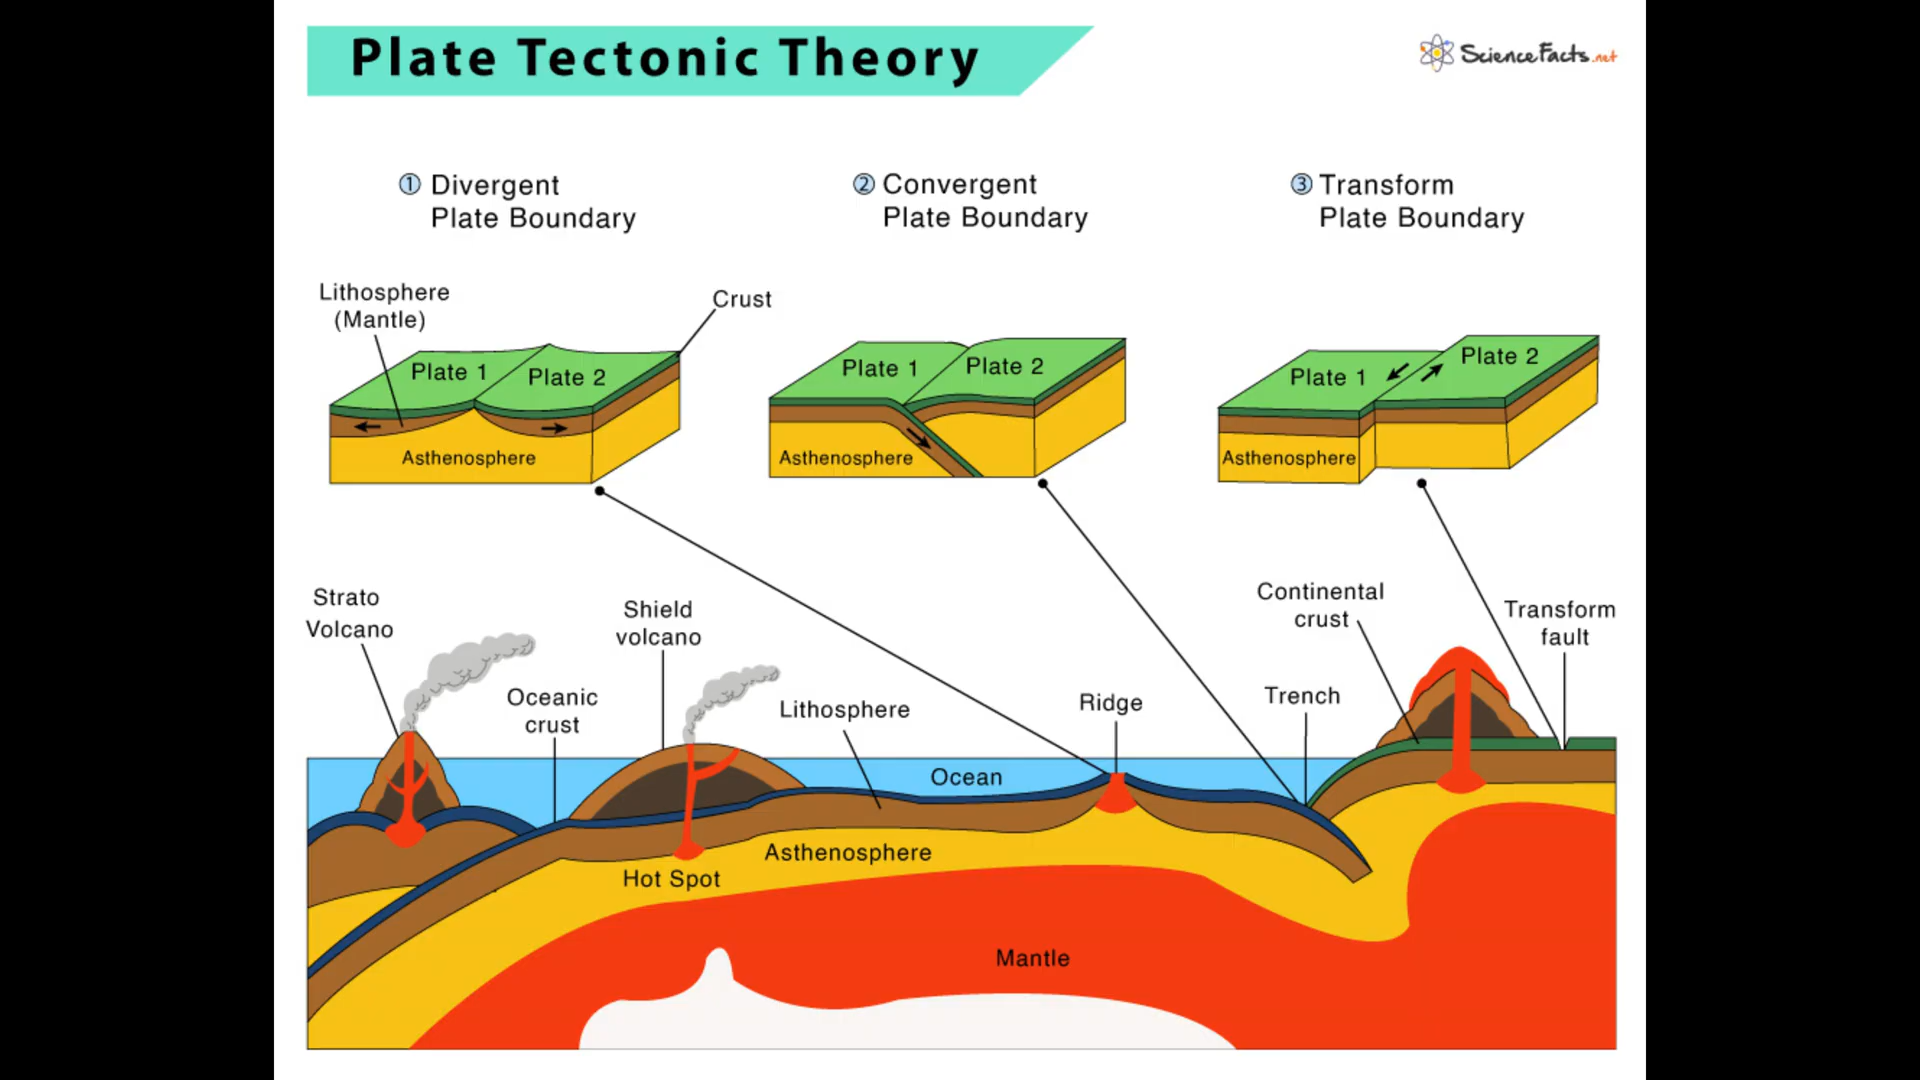 Plate Tectonic Theory
ScienceFacts.net
① Divergent
Plate Boundary
② Convergent
Plate Boundary
③ Transform
Plate Boundary
Lithosphere
(Mantle)
Crust
Plate 1
Plate 2
Asthenosphere
Plate 1
Plate 2
Asthenosphere
Plate 1
Plate 2
Asthenosphere
Strato
Volcano
Oceanic
crust
Shield
volcano
Lithosphere
Ridge
Trench
Continental
crust
Transform
fault
Ocean
Asthenosphere
Hot Spot
Mantle